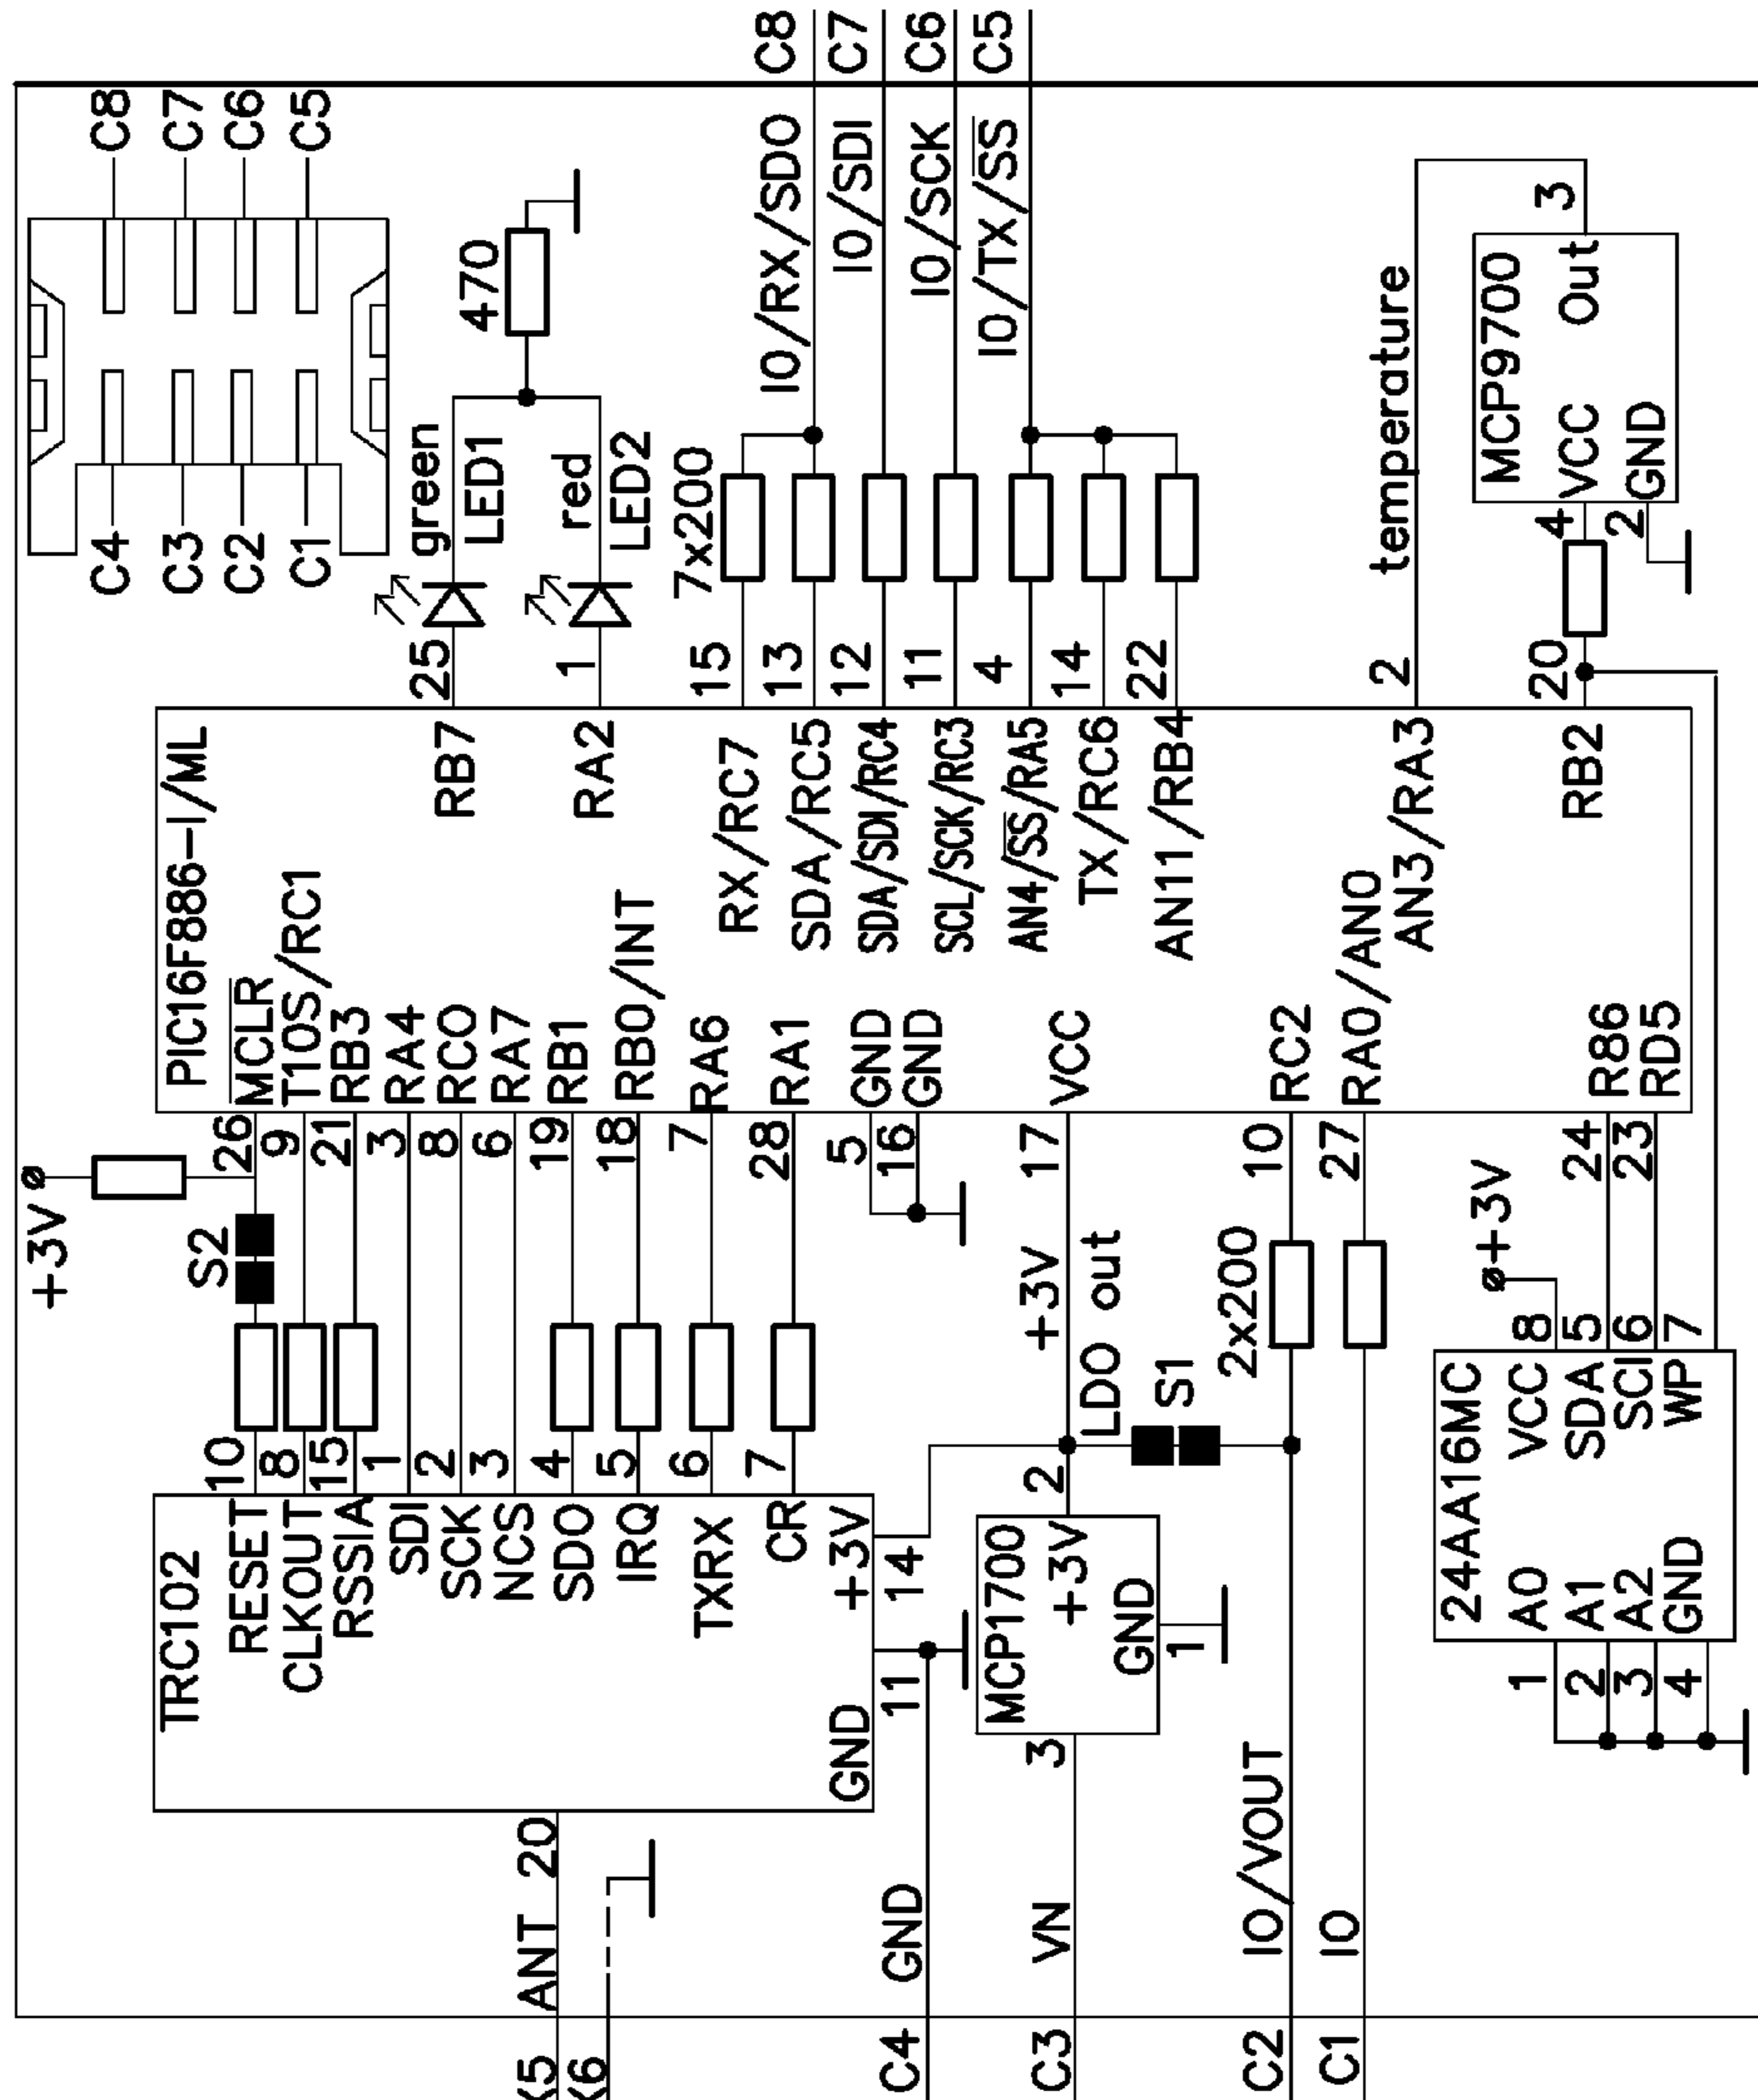 ANT
20
TRC102
RESET
CLKOUT
RSSIA
SDI
SCK
NCS
SDO
IRQ
TXRX
CR
+3V
GND
10
8
15
1
2
3
4
5
6
7
14
11
S2
+3V
26
9
21
3
8
6
19
18
7
28
5
16
17
10
27
24
23
PIC16F886-I/ML
MCLR
T10S/RC1
RB3
RA4
RC0
RA7
RB1
RB0/INT
RA6
RA1
GND
GND
VCC
RC2
RA0/AN0
R86
RD5
RB7
RA2
RX/RC7
SDA/RC5
SDA/SDI/RC4
SCL/SCK/RC3
AN4/SS/RA5
TX/RC6
AN11/RB4
AN3/RA3
RB2
25
1
15
13
12
11
4
14
22
2
20
C4
C3
C2
C1
C8
C7
C6
C5
green
LED1
red
LED2
470
7x200
IO/RX/SDO
IO/SDI
IO/SCK
IO/TX/SS
C8
C7
C6
C5
temperature
MCP9700
VCC
Out
GND
4
2
3
C4
GND
C3
VN
C2
IO/VOUT
C1
IO
MCP1700
+3V
GND
3
2
1
+3V
LDO out
S1
2x200
24AA16MC
A0
A1
A2
GND
VCC
SDA
SCI
WP
1
2
3
4
8
5
6
7
+3V